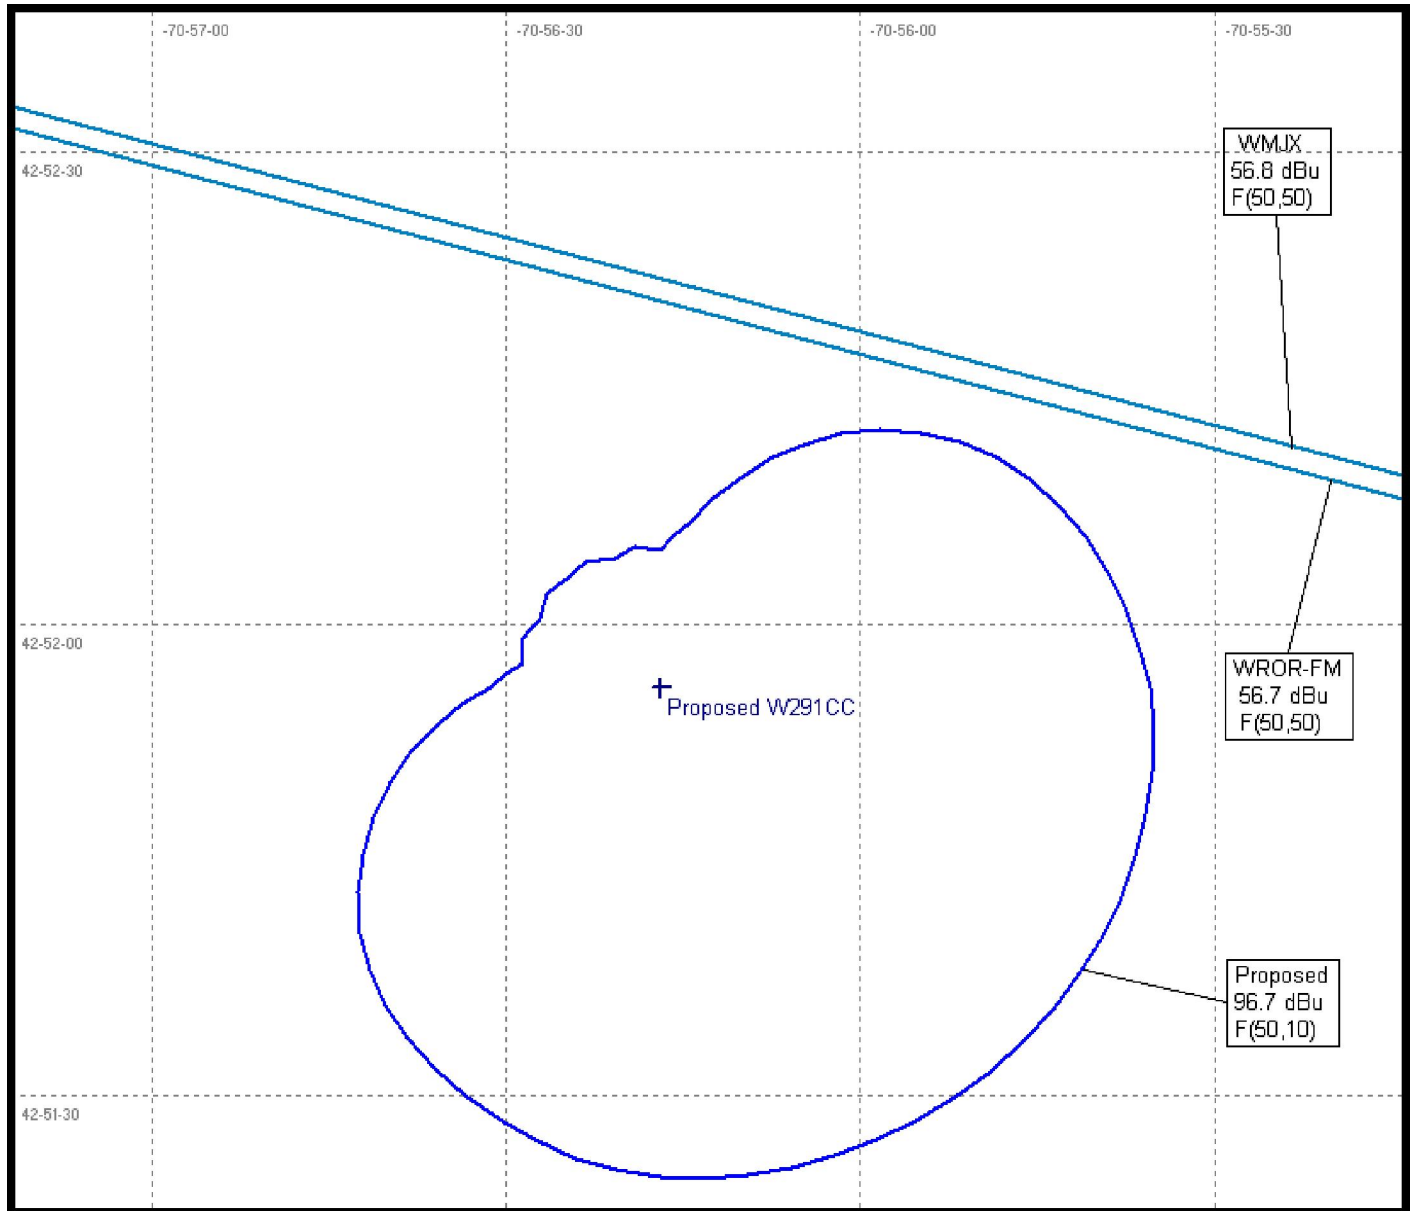 -70-57-00
-70-56-30
-70-56-00
-70-55-30
WMJX
56.8 dBu
F(50,50)
42-52-30
42-52-00
WROR-FM
56.7 dBu
F(50,50)
Proposed W291CC
Proposed
96.7 dBu
F(50,10)
42-51-30